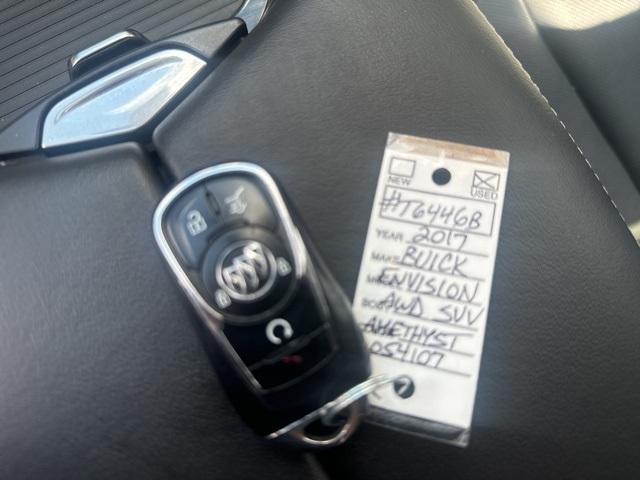 NEW
USED
#T6446B
YEAR 2017
MAKE BUICK
ENVISION
AWD SUV
AMETHYST
054107